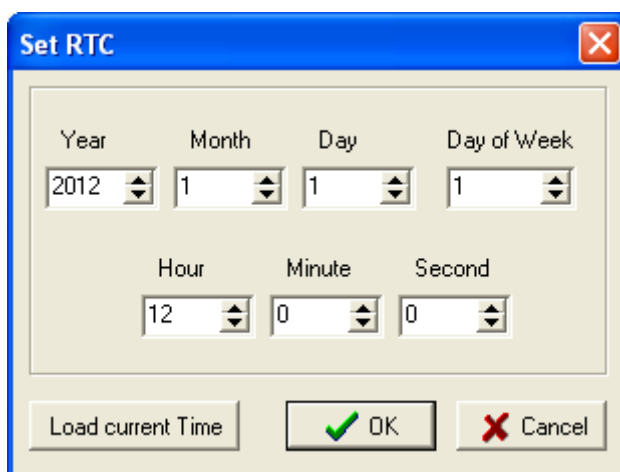 Set RTC
Year Month Day Day of Week
2012 1 1 1
Hour Minute Second
12 0 0
Load current Time OK Cancel